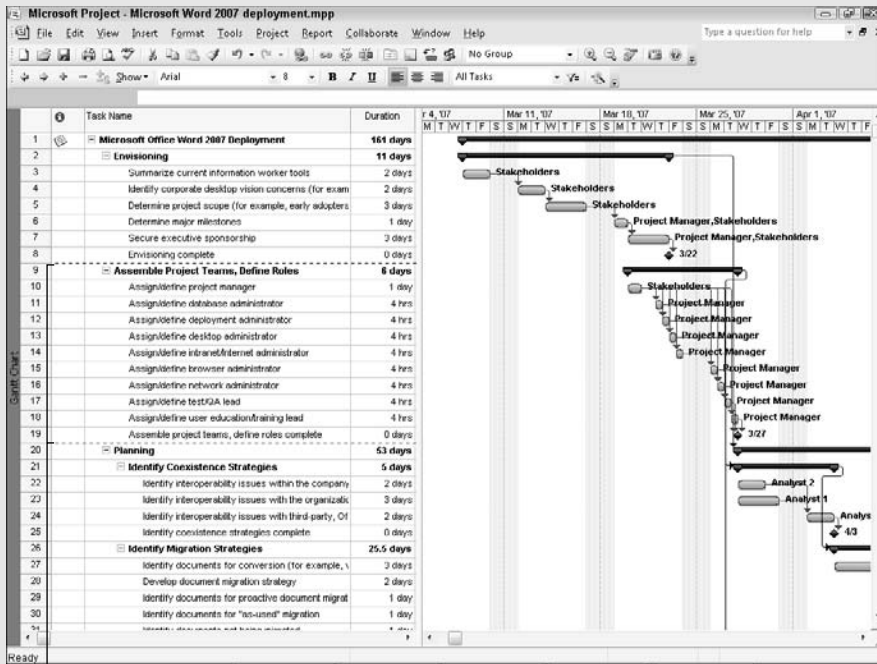 Microsoft Project - Microsoft Word 2007 deployment.mpp
File Edit View Insert Format Tools Project Report Collaborate Window Help
Type a question for help
No Group
Show Arial 8 B I U All Tasks
Task Name Duration
r 4, '07 Mar 11, '07 Mar 18, '07 Mar 25, '07 Apr 1, '07
M T W T F S S M T W T F S S M T W T F S S M T W T F S S M T W T F
1 Microsoft Office Word 2007 Deployment 161 days
2 Envisioning 11 days
3 Summarize current information worker tools 2 days Stakeholders
4 Identify corporate desktop vision concerns (for exam 2 days Stakeholders
5 Determine project scope (for example, early adopters 3 days Stakeholders
6 Determine major milestones 1 day Project Manager,Stakeholders
7 Secure executive sponsorship 3 days Project Manager,Stakeholders
8 Envisioning complete 0 days 3/22
9 Assemble Project Teams, Define Roles 6 days
10 Assign/define project manager 1 day Stakeholders
11 Assign/define database administrator 4 hrs Project Manager
12 Assign/define deployment administrator 4 hrs Project Manager
13 Assign/define desktop administrator 4 hrs Project Manager
14 Assign/define intranet/Internet administrator 4 hrs Project Manager
15 Assign/define browser administrator 4 hrs Project Manager
16 Assign/define network administrator 4 hrs Project Manager
17 Assign/define test/QA lead 4 hrs Project Manager
18 Assign/define user education/training lead 4 hrs Project Manager
19 Assemble project teams, define roles complete 0 days 3/27
20 Planning 53 days
21 Identify Coexistence Strategies 5 days
22 Identify interoperability issues within the company 2 days Analyst 2
23 Identify interoperability issues with the organizatic 3 days Analyst 1
24 Identify interoperability issues with third-party, Of 2 days Analys
25 Identify coexistence strategies complete 0 days 4/3
26 Identify Migration Strategies 25.5 days
27 Identify documents for conversion (for example, v 3 days
28 Develop document migration strategy 2 days
29 Identify documents for proactive document migrat 1 day
30 Identify documents for "as-used" migration 1 day
Gantt Chart
Ready